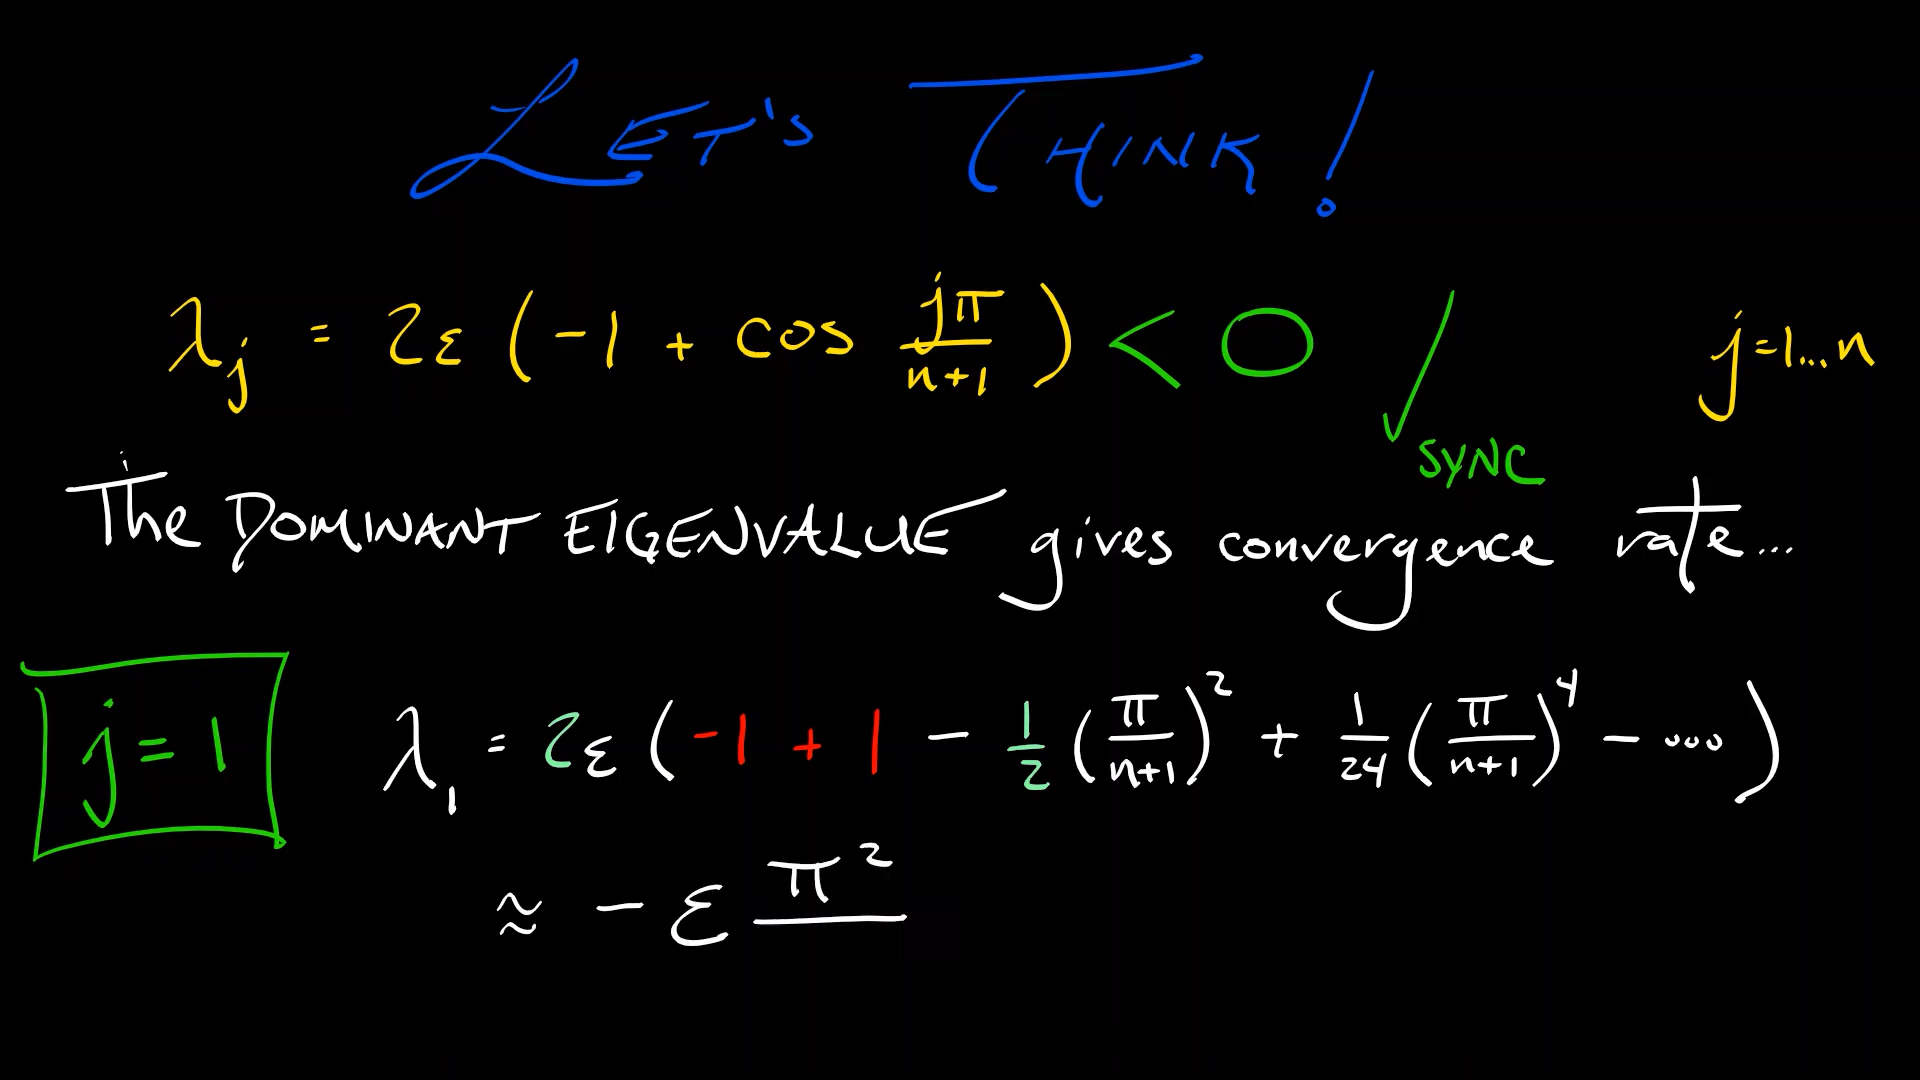 LET'S THINK!
λ_j = 2ε (-1 + cos jπ/(n+1)) < 0 ✓ SYNC j=1...n
The DOMINANT EIGENVALUE gives convergence rate...
j=1 λ_1 = 2ε (-1 + 1 - 1/2 (π/(n+1))^2 + 1/24 (π/(n+1))^4 - ...)
≈ - ε π^2/